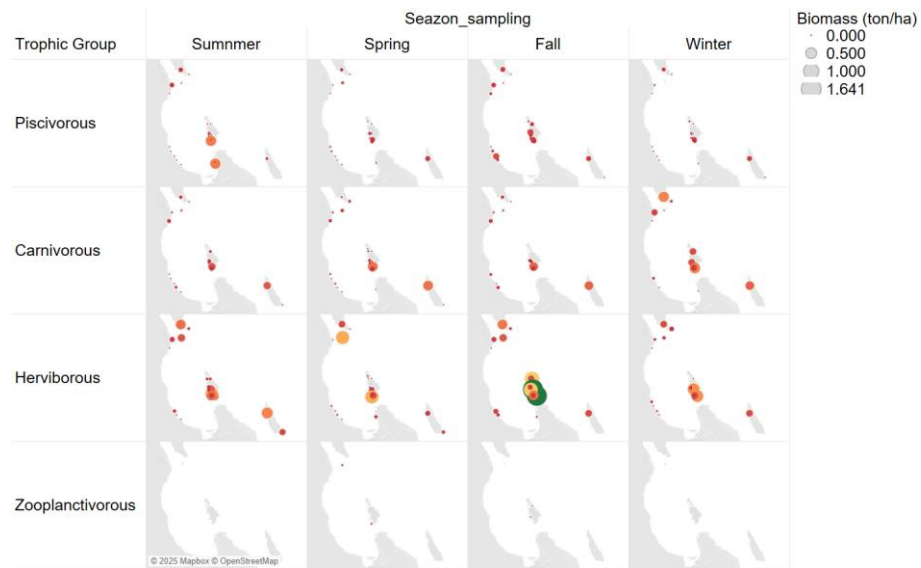 Seazon_sampling
Trophic Group Sumnmer Spring Fall Winter
Piscivorous
Carnivorous
Herviborous
Zooplanctivorous
© 2025 Mapbox © OpenStreetMap
Biomass (ton/ha)
0.000
0.500
1.000
1.641